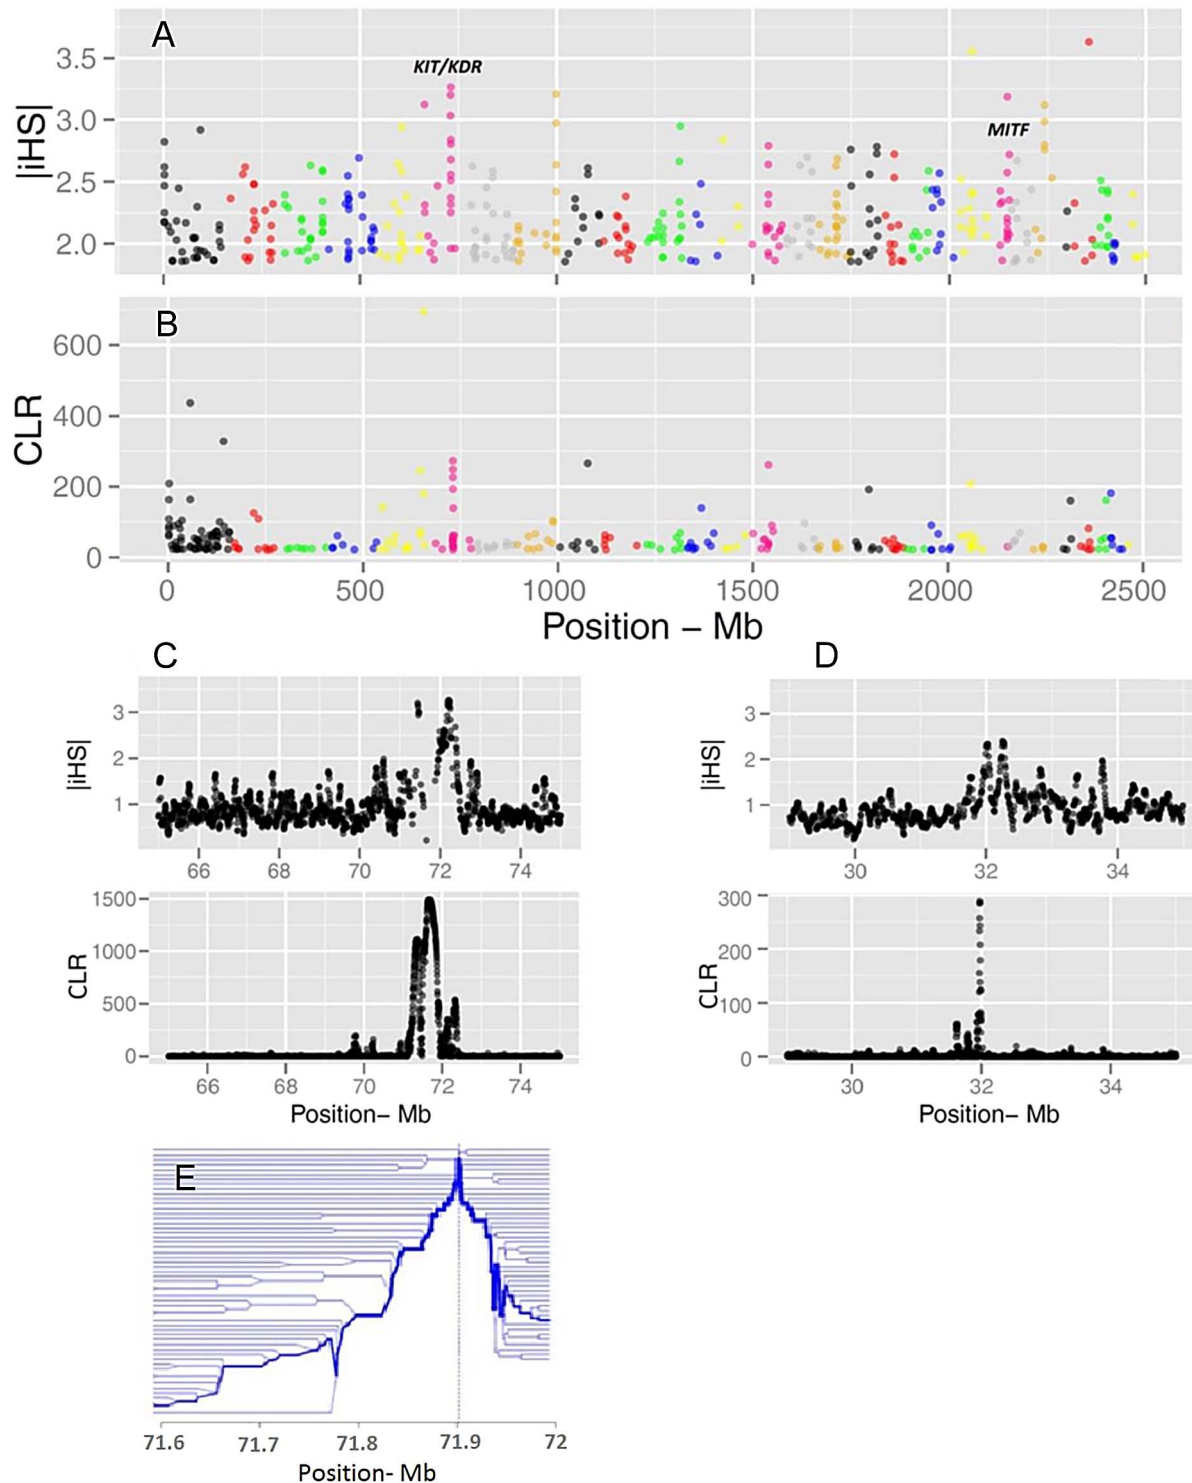 A
|iHS|
3.5
3.0
2.5
2.0
KIT/KDR
MITF
B
CLR
600
400
200
0
0 500 1000 1500 2000 2500
Position – Mb
C
|iHS|
3
2
1
66 68 70 72 74
CLR
1500
1000
500
0
66 68 70 72 74
Position– Mb
D
|iHS|
3
2
1
30 32 34
CLR
300
200
100
0
30 32 34
Position– Mb
E
71.6 71.7 71.8 71.9 72
Position- Mb